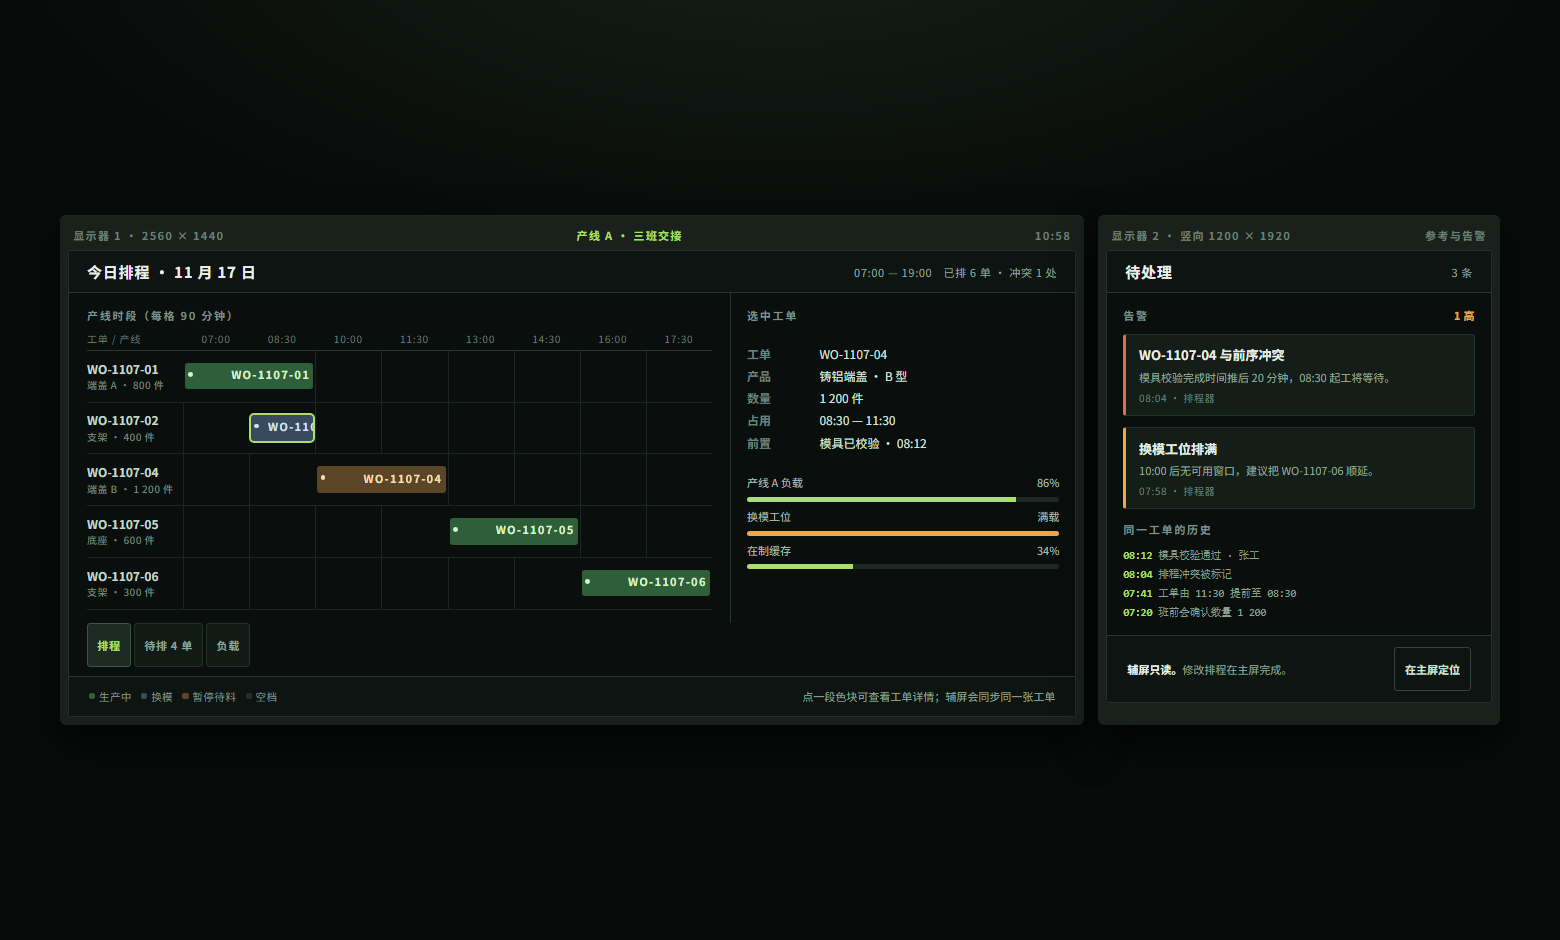 显示器 1 · 2560 × 1440
产线 A · 三班交接
10:58
今日排程 · 11 月 17 日
07:00 — 19:00 已排 6 单 · 冲突 1 处
产线时段（每格 90 分钟）
工单 / 产线 07:00 08:30 10:00 11:30 13:00 14:30 16:00 17:30
WO-1107-01
端盖 A · 800 件
WO-1107-01
WO-1107-02
支架 · 400 件
WO-110
WO-1107-04
端盖 B · 1 200 件
WO-1107-04
WO-1107-05
底座 · 600 件
WO-1107-05
WO-1107-06
支架 · 300 件
WO-1107-06
排程
待排 4 单
负载
生产中 换模 暂停待料 空档
点一段色块可查看工单详情；辅屏会同步同一张工单
选中工单
工单 WO-1107-04
产品 铸铝端盖 · B 型
数量 1 200 件
占用 08:30 — 11:30
前置 模具已校验 · 08:12
产线 A 负载 86%
换模工位 满载
在制缓存 34%
显示器 2 · 竖向 1200 × 1920
参考与告警
待处理
3 条
告警
1 高
WO-1107-04 与前序冲突
模具校验完成时间推后 20 分钟，08:30 起工将等待。
08:04 · 排程器
换模工位排满
10:00 后无可用窗口，建议把 WO-1107-06 顺延。
07:58 · 排程器
同一工单的历史
08:12 模具校验通过 · 张工
08:04 排程冲突被标记
07:41 工单由 11:30 提前至 08:30
07:20 班前会确认数量 1 200
辅屏只读。修改排程在主屏完成。
在主屏定位